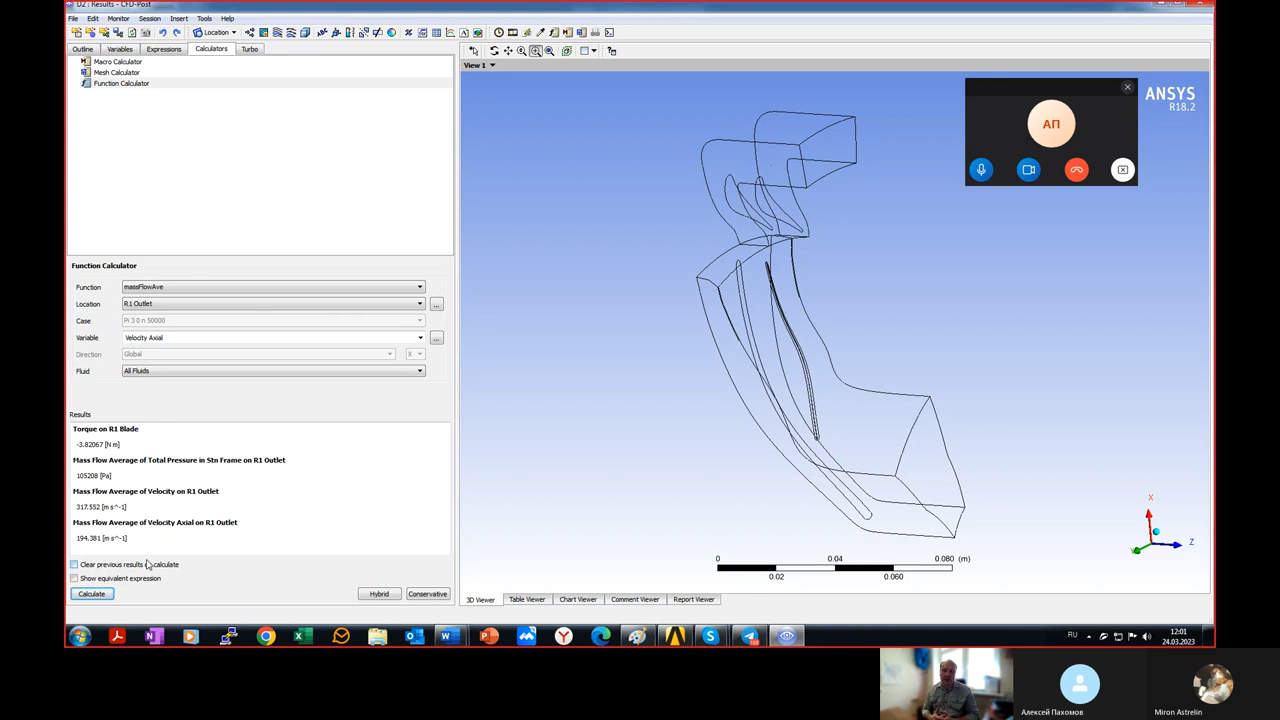 D2 : Results - CFD-Post
File Edit Monitor Session Insert Tools Help
Location
Outline Variables Expressions Calculators Turbo
Macro Calculator
Mesh Calculator
Function Calculator
Function Calculator
Function massFlowAve
Location R1 Outlet
...
Case Pi 3 0 n 50000
Variable Velocity Axial
...
Direction Global X
Fluid All Fluids
Results
Torque on R1 Blade
-3.82067 [N m]
Mass Flow Average of Total Pressure in Stn Frame on R1 Outlet
105208 [Pa]
Mass Flow Average of Velocity on R1 Outlet
317.552 [m s^-1]
Mass Flow Average of Velocity Axial on R1 Outlet
194.381 [m s^-1]
Clear previous results calculate
Show equivalent expression
Calculate Hybrid Conservative
View 1
АП
ANSYS
R18.2
X
Y
Z
0 0.04 0.080 (m)
0.02 0.060
3D Viewer Table Viewer Chart Viewer Comment Viewer Report Viewer
RU
12:01
24.03.2023
Алексей Пахомов
Miron Astrelin